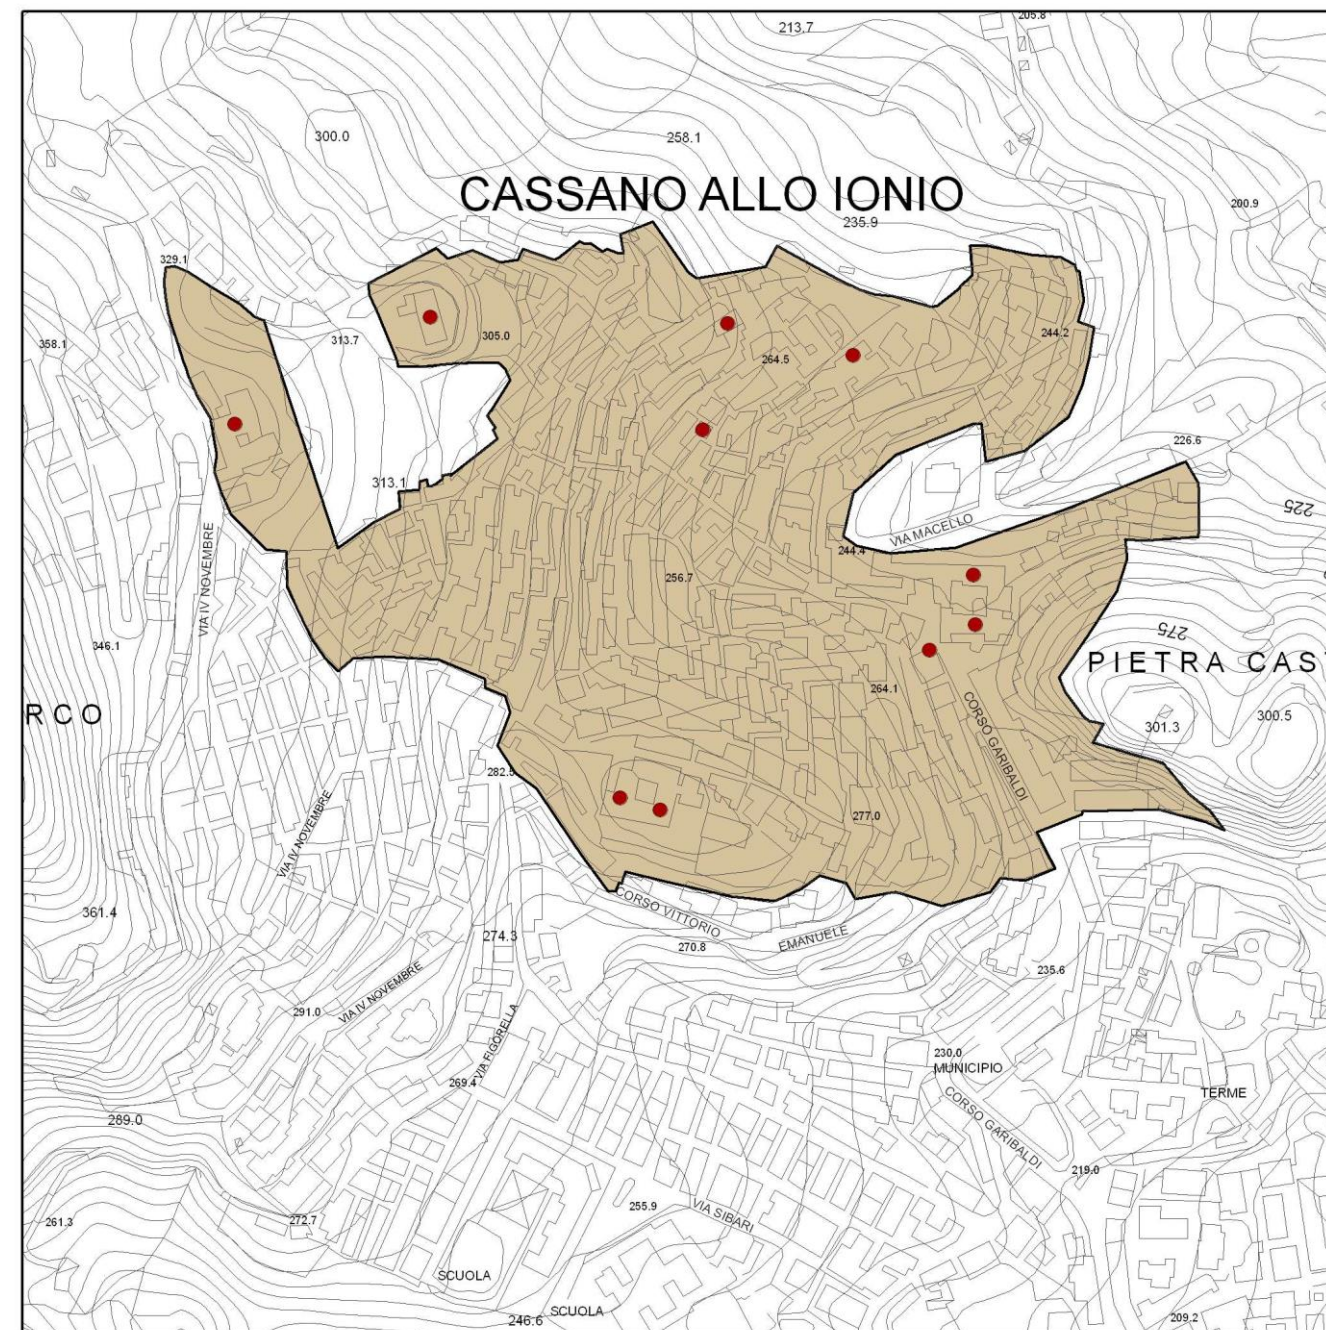 205.8
213.7
300.0
258.1
CASSANO ALLO IONIO
200.9
235.9
329.1
244.2
313.7
305.0
358.1
264.5
226.6
313.1
225
VIA MACELLO
VIA IV NOVEMBRE
244.4
256.7
275
346.1
PIETRA CAS
264.1
RCO
CORSO GARIBALDI
301.3
300.5
282.5
277.0
VIA IV NOVEMBRE
361.4
CORSO VITTORIO
EMANUELE
274.3
270.8
235.6
VIA IV NOVEMBRE
291.0
VIA FIGORELLA
230.0
MUNICIPIO
269.4
TERME
CORSO GARIBALDI
289.0
219.0
255.9
VIA SIBARI
261.3
272.7
SCUOLA
SCUOLA
246.6
209.2